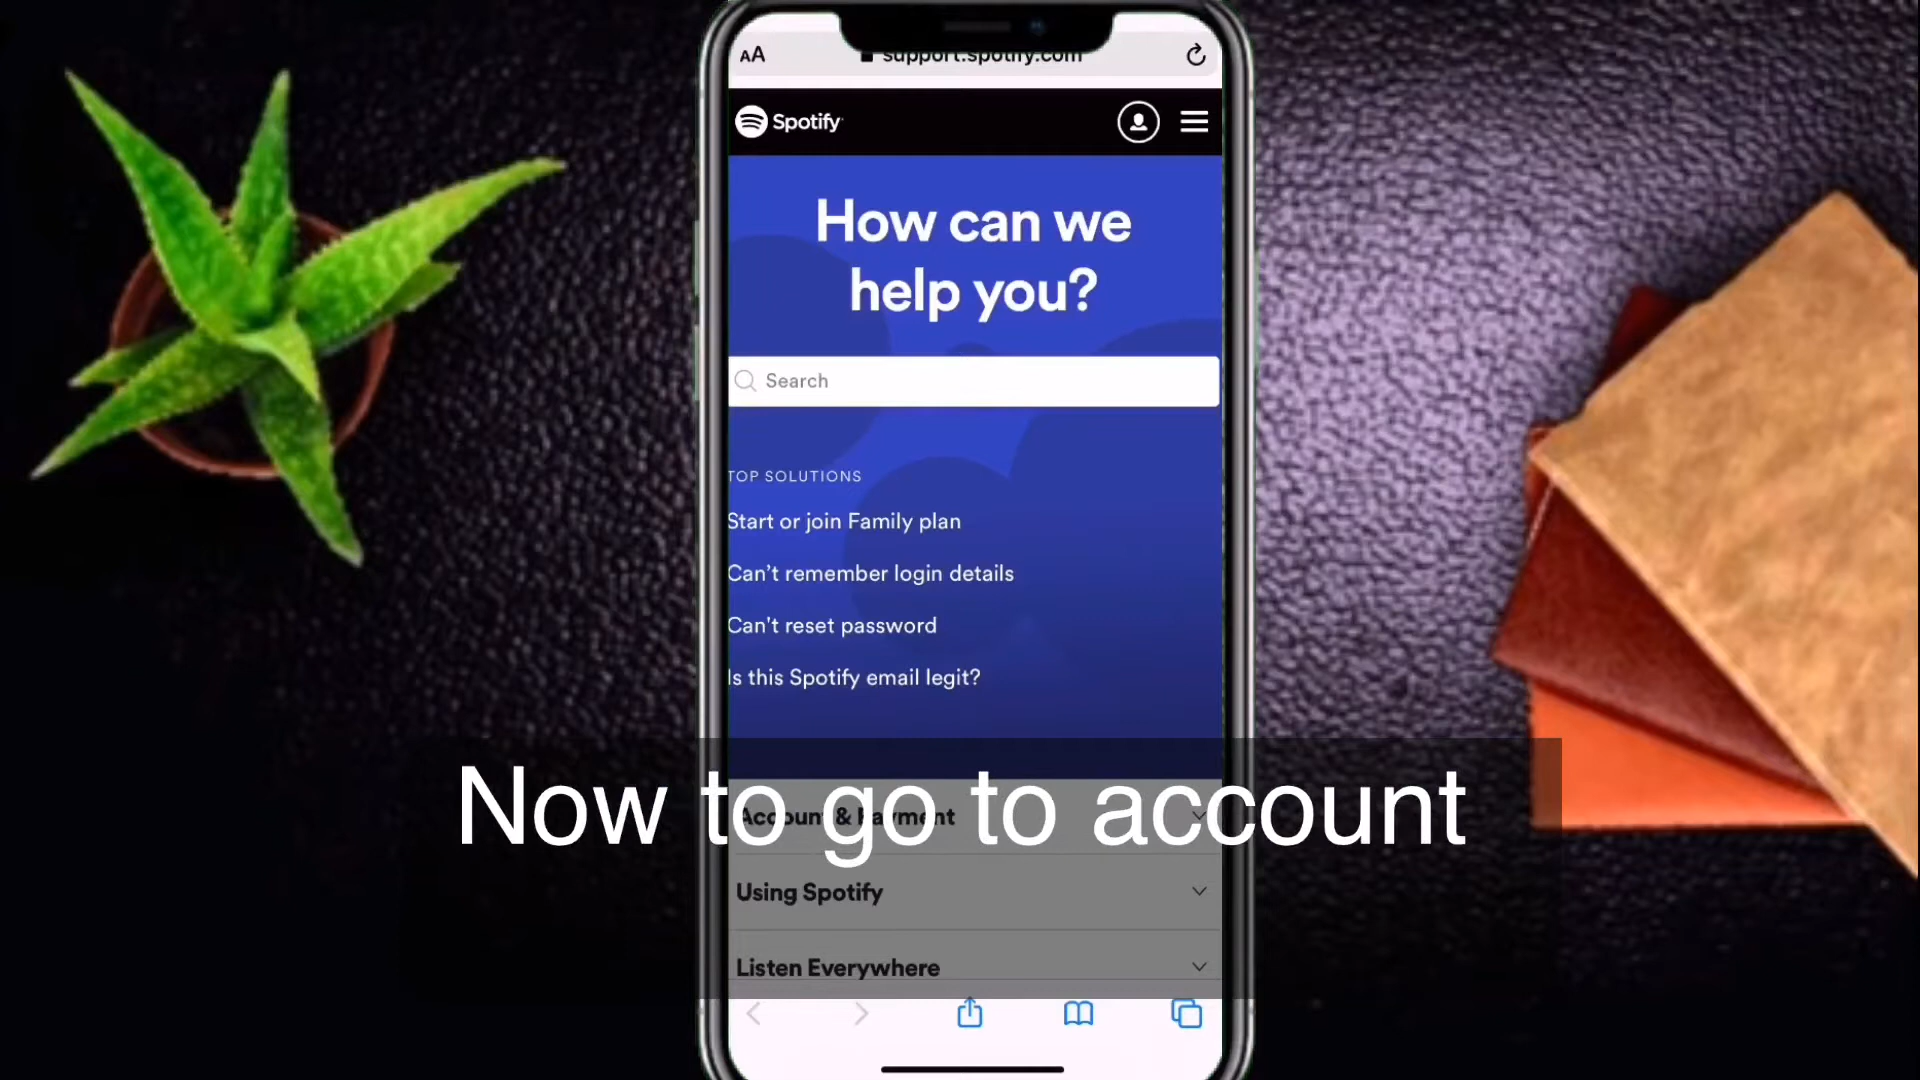 AA support.spotify.com
Spotify
How can we
help you?
Search
TOP SOLUTIONS
Start or join Family plan
Can't remember login details
Can't reset password
Is this Spotify email legit?
Now to go to account
Account & Payment
Using Spotify
Listen Everywhere